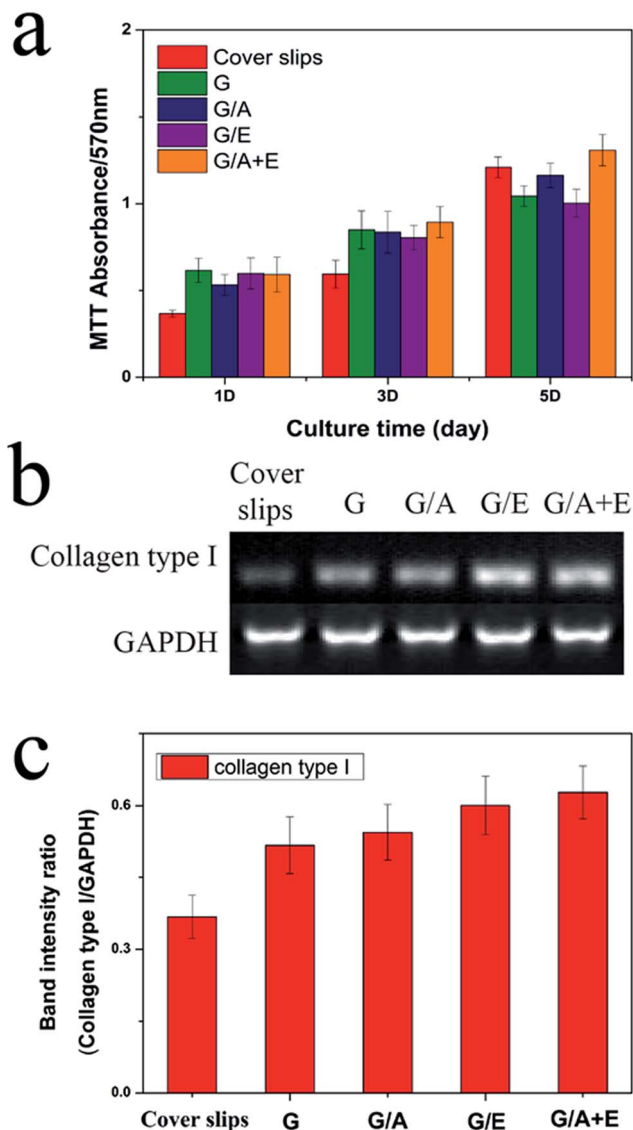 a
2
Cover slips
G
G/A
G/E
G/A+E
1
0
MTT Absorbance/570nm
1D 3D 5D
Culture time (day)
b
Cover
slips G G/A G/E G/A+E
Collagen type I
GAPDH
c
collagen type I
0.6
0.3
0.0
Band intensity ratio
(Collagen type I/GAPDH)
Cover slips G G/A G/E G/A+E